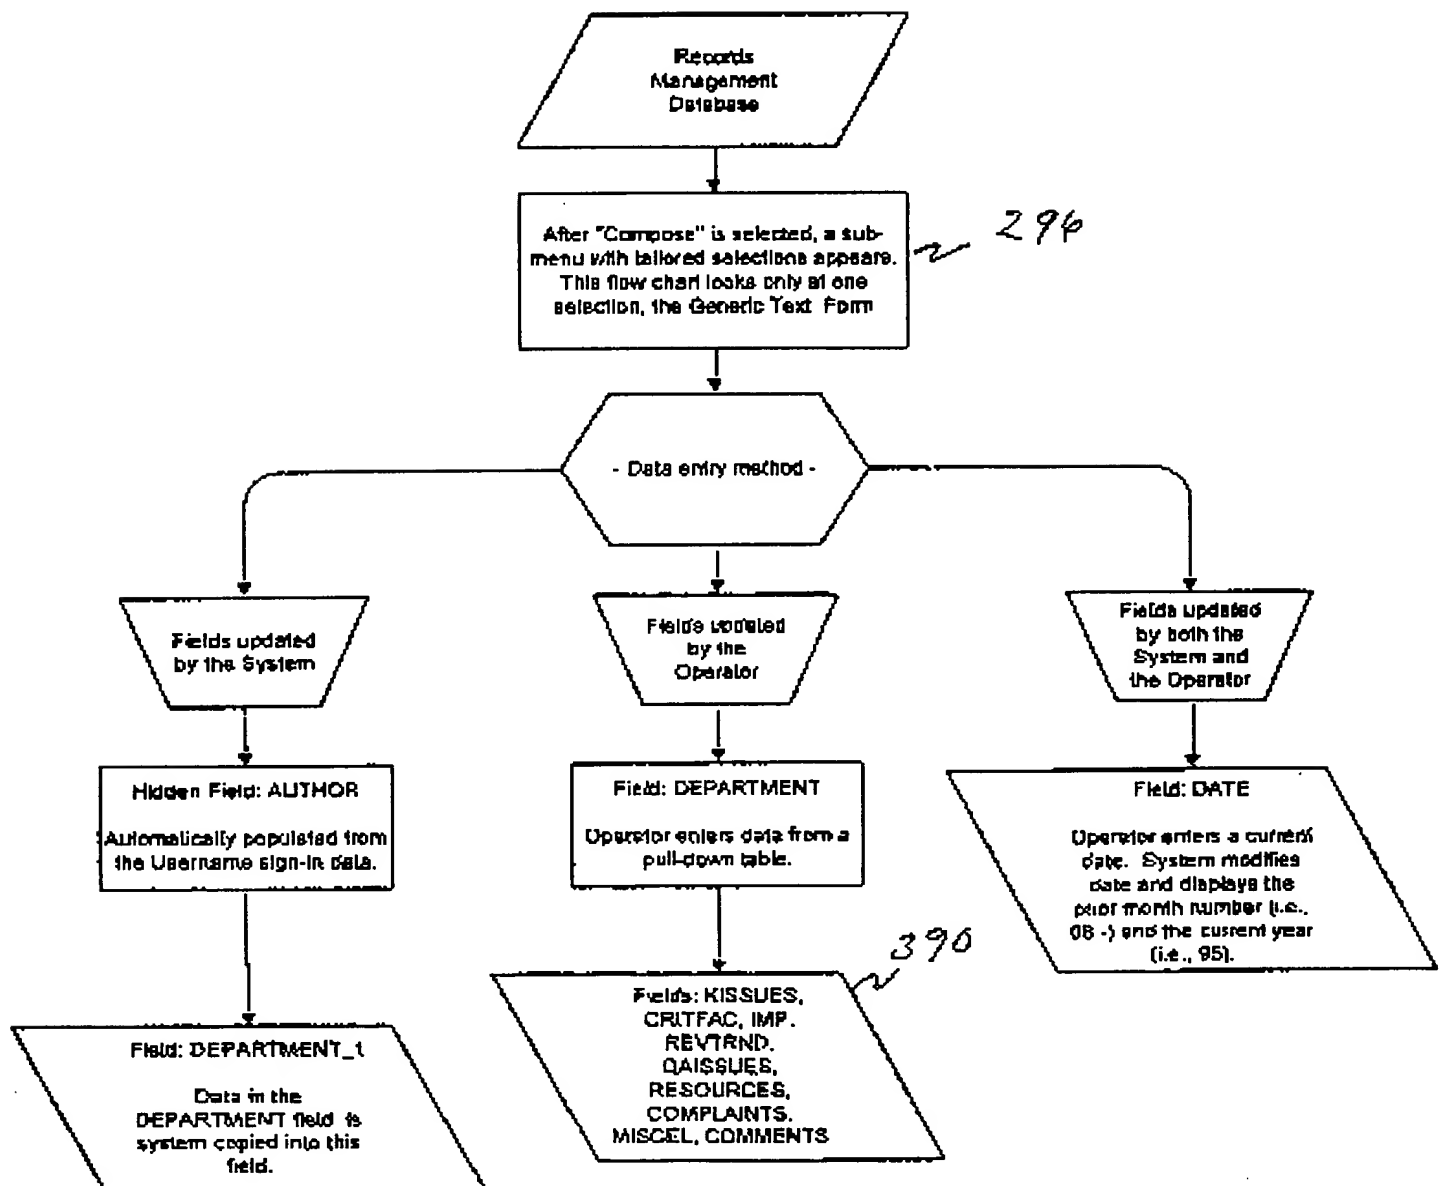 Records
Management
Database
After "Compose" is selected, a sub-
menu with tailored selections appears.
This flow chart looks only at one
selection, the Generic Text Form
296
- Data entry method -
Fields updated
by the System
Fields updated
by the
Operator
Fields updated
by both the
System and
the Operator
Hidden Field: AUTHOR
Automatically populated from
the Username sign-in data.
Field: DEPARTMENT
Operator enters data from a
pull-down table.
Field: DATE
Operator enters a current
date. System modifies
date and displays the
prior month number (i.e.,
08 -) and the current year
(i.e., 95).
390
Field: DEPARTMENT_1
Data in the
DEPARTMENT field is
system copied into this
field.
Fields: KISSUES,
CRITFAC, IMP.
REVTRND.
QAISSUES,
RESOURCES,
COMPLAINTS.
MISCEL, COMMENTS